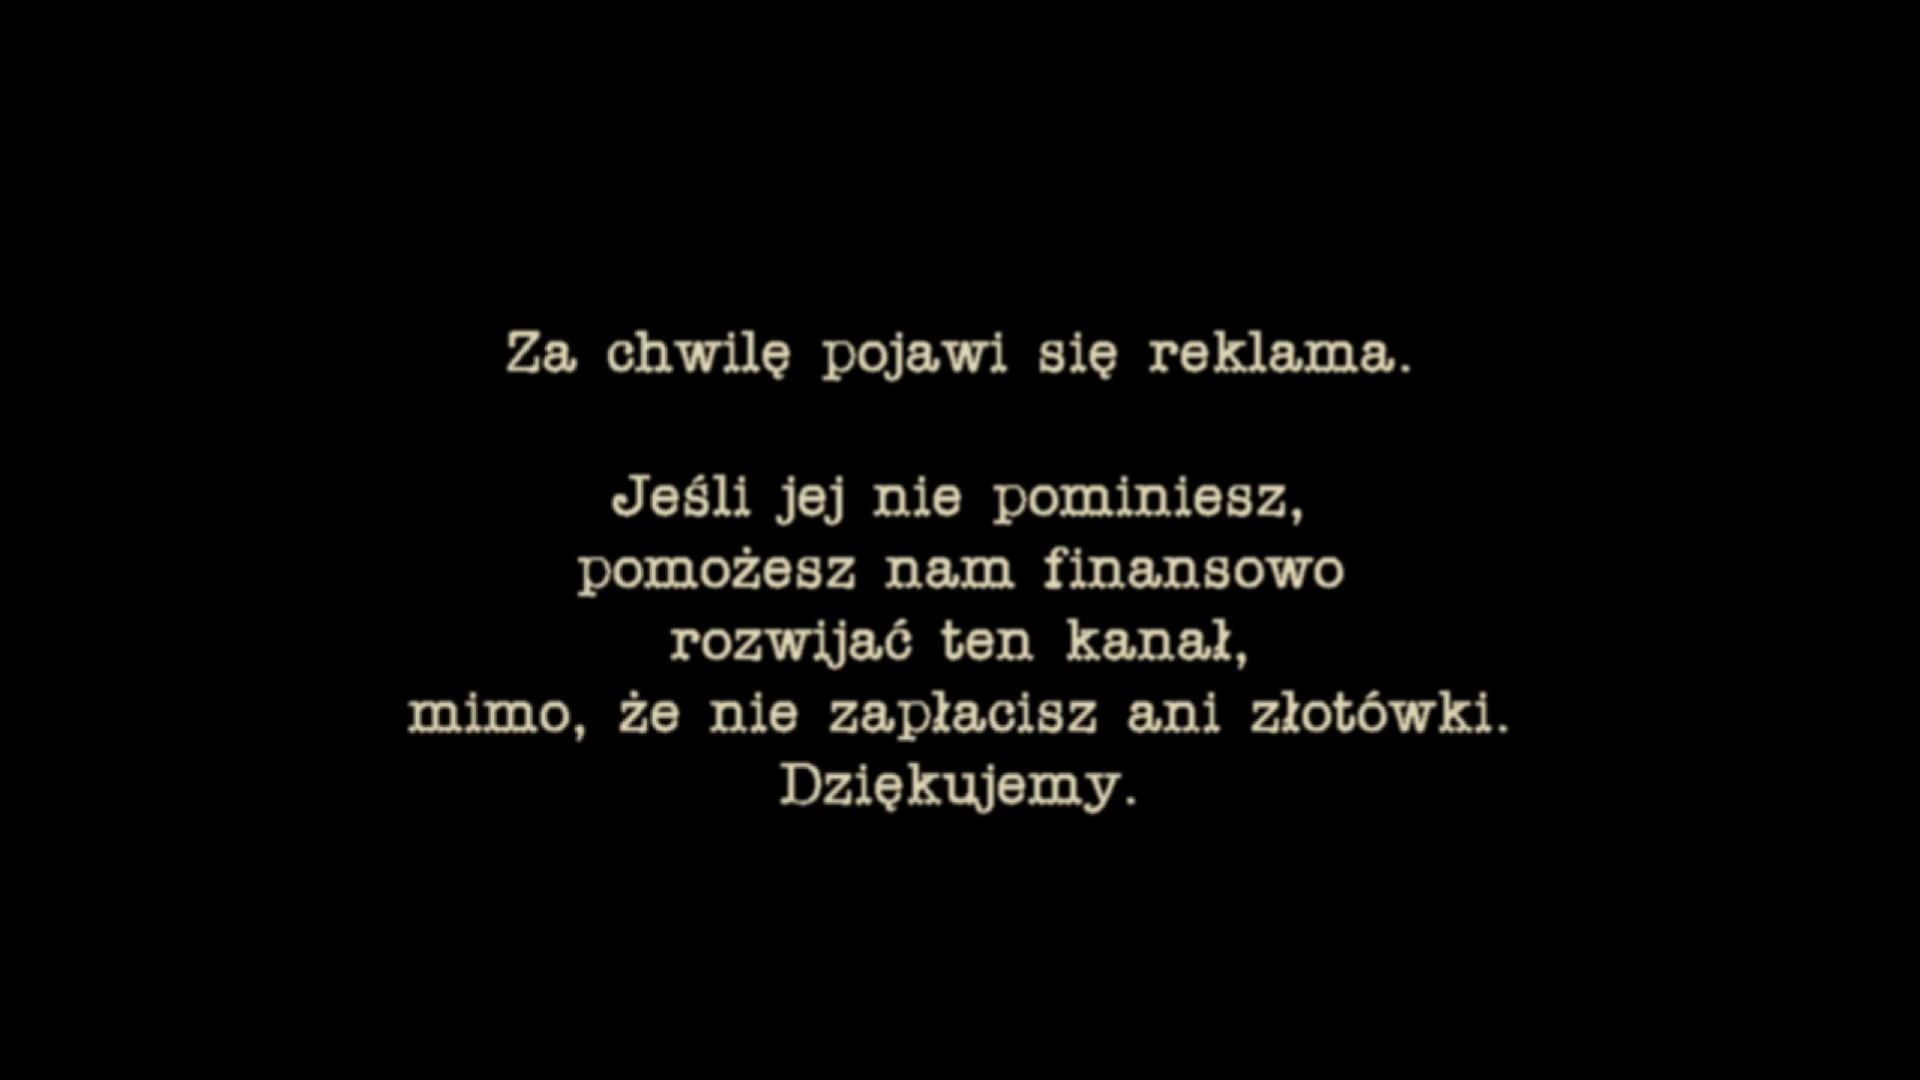 Za chwilę pojawi się reklama.
Jeśli jej nie pominiesz,
pomożesz nam finansowo
rozwijać ten kanał,
mimo, że nie zapłacisz ani złotówki.
Dziękujemy.